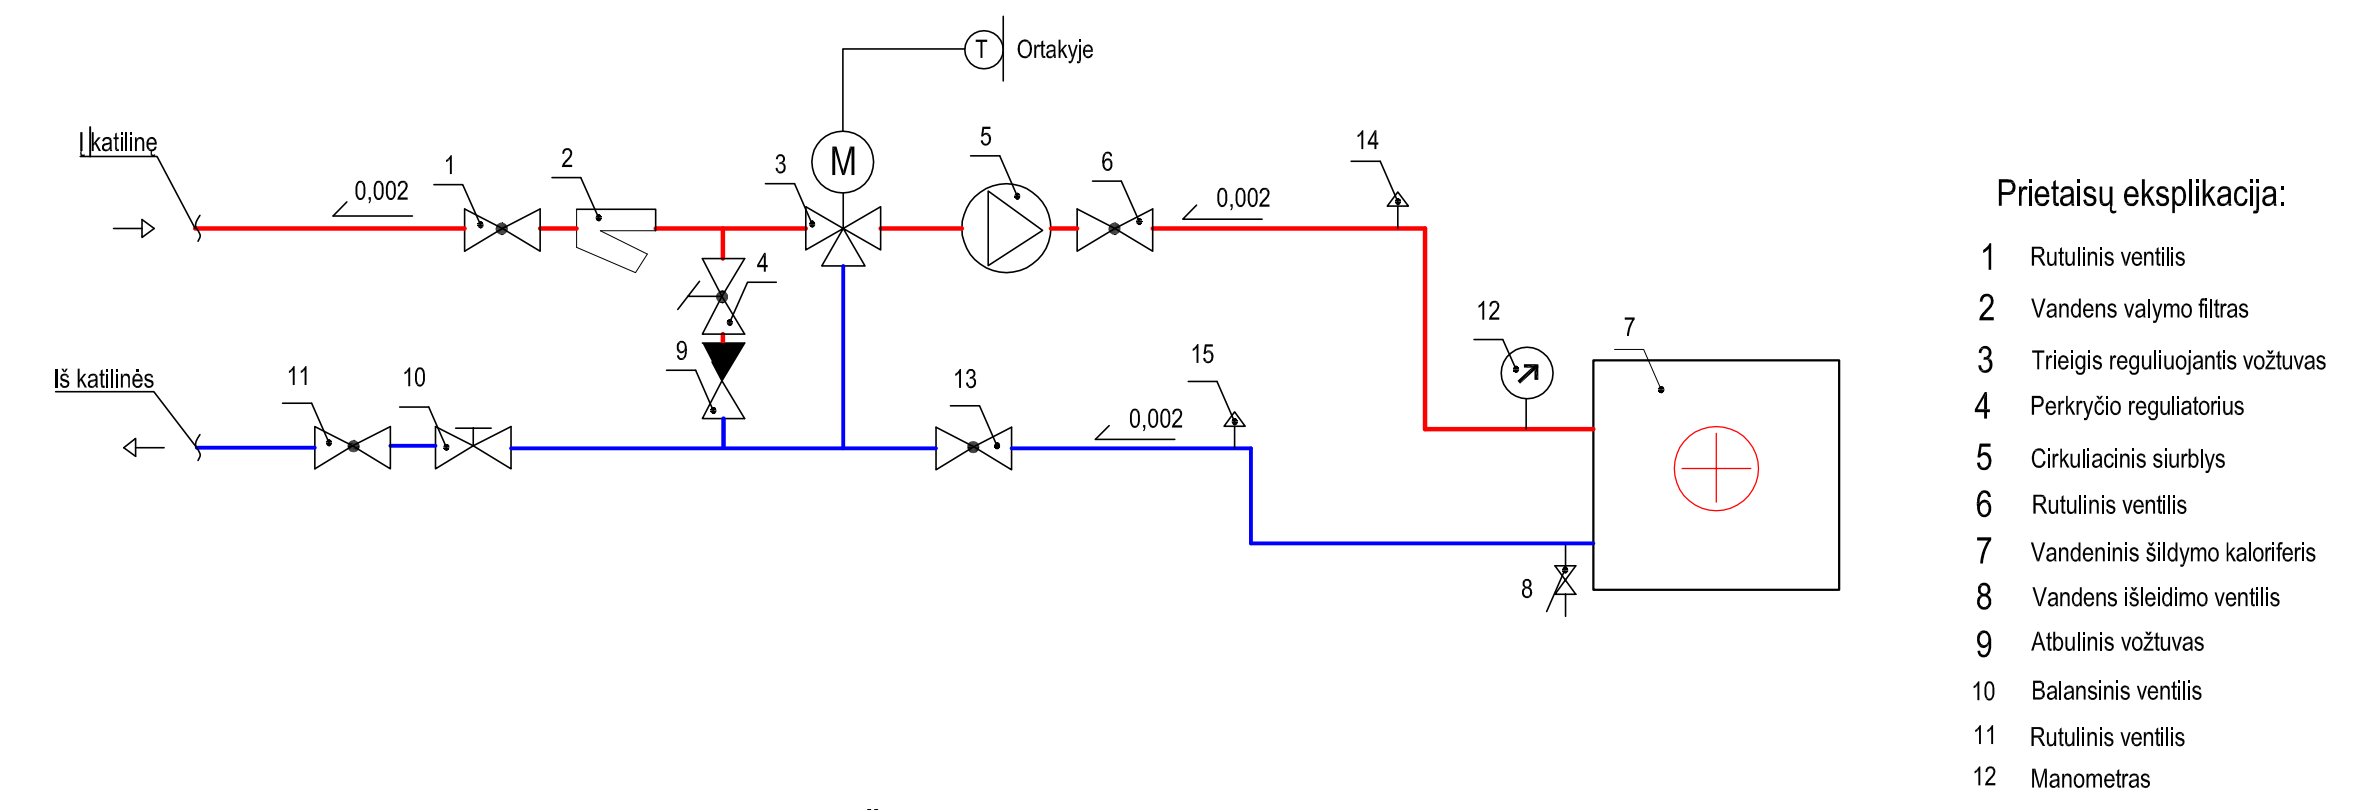 T Ortakyje
Į katilinę
M
5
14
1
2
3
6
0,002
0,002
Prietaisų eksplikacija:
1 Rutulinis ventilis
2 Vandens valymo filtras
3 Trieigis reguliuojantis vožtuvas
4 Perkryčio reguliatorius
5 Cirkuliacinis siurblys
6 Rutulinis ventilis
7 Vandeninis šildymo kaloriferis
8 Vandens išleidimo ventilis
9 Atbulinis vožtuvas
10 Balansinis ventilis
11 Rutulinis ventilis
12 Manometras
4
12
7
9
15
Iš katilinės
11
10
13
0,002
8